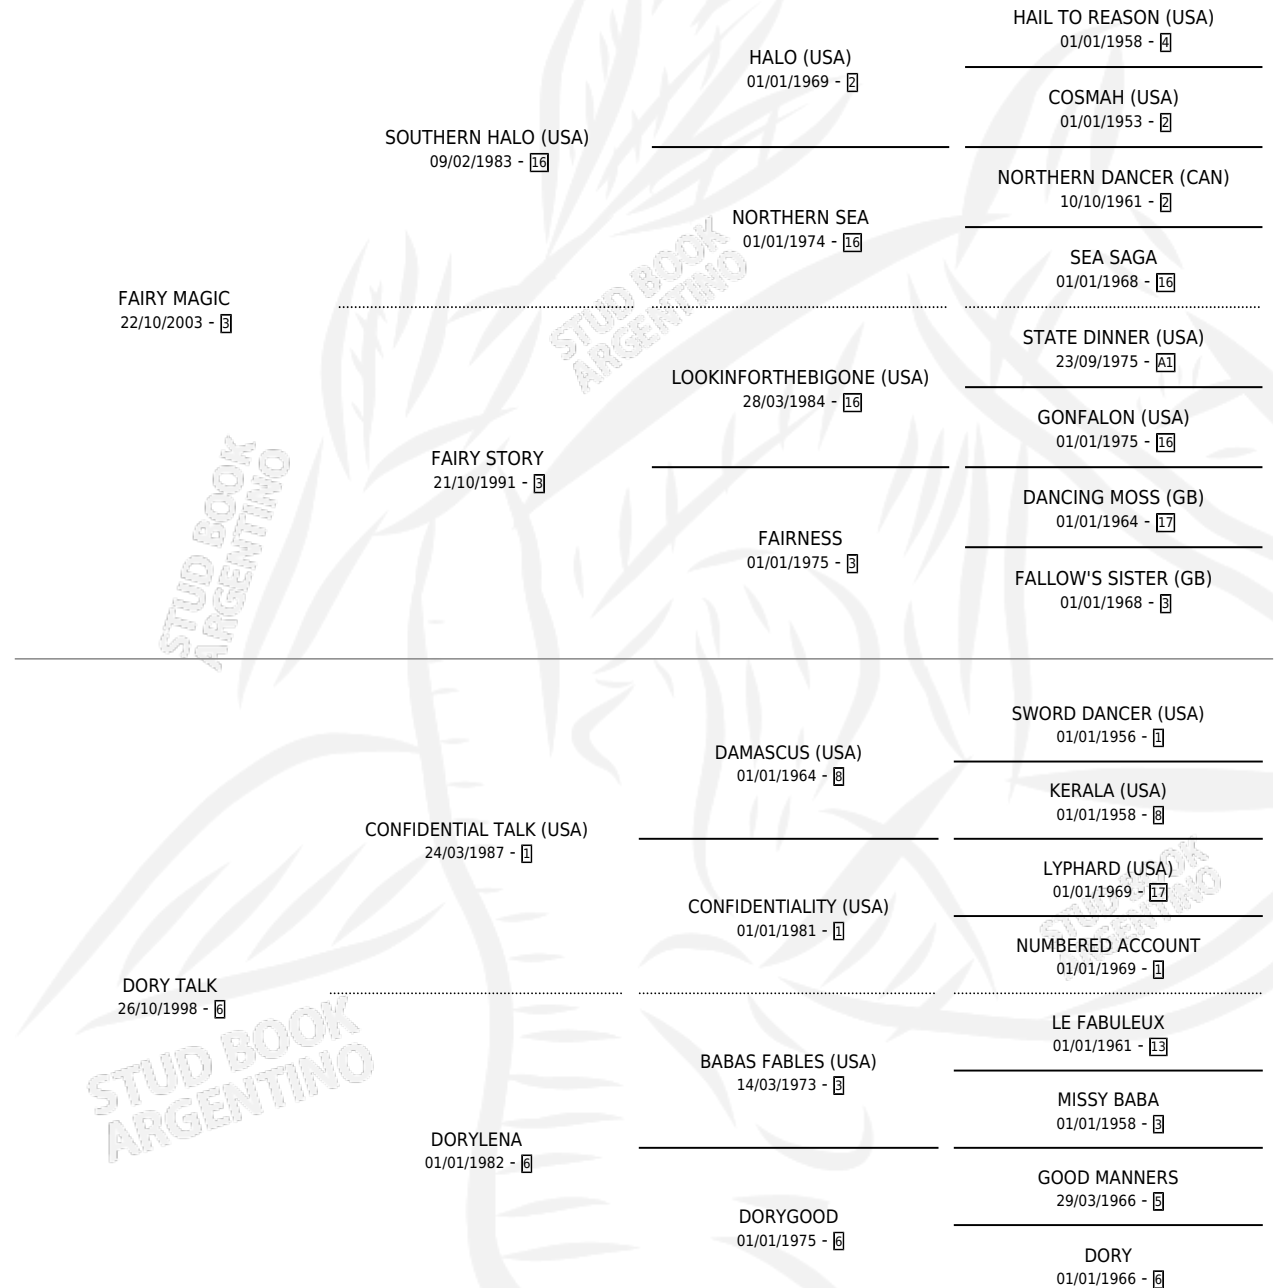 HAIL TO REASON (USA)
01/01/1958 - 4
HALO (USA)
01/01/1969 - 2
COSMAH (USA)
01/01/1953 - 2
SOUTHERN HALO (USA)
09/02/1983 - 16
NORTHERN DANCER (CAN)
10/10/1961 - 2
NORTHERN SEA
01/01/1974 - 16
SEA SAGA
01/01/1968 - 16
FAIRY MAGIC
22/10/2003 - 3
STATE DINNER (USA)
23/09/1975 - A1
LOOKINFORTHEBIGONE (USA)
28/03/1984 - 16
GONFALON (USA)
01/01/1975 - 16
FAIRY STORY
21/10/1991 - 3
DANCING MOSS (GB)
01/01/1964 - 17
FAIRNESS
01/01/1975 - 3
FALLOW'S SISTER (GB)
01/01/1968 - 3
STUD BOOK
ARGENTINO
STUD BOOK
ARGENTINO
SWORD DANCER (USA)
01/01/1956 - 1
DAMASCUS (USA)
01/01/1964 - 8
KERALA (USA)
01/01/1958 - 8
CONFIDENTIAL TALK (USA)
24/03/1987 - 1
LYPHARD (USA)
01/01/1969 - 17
CONFIDENTIALITY (USA)
01/01/1981 - 1
NUMBERED ACCOUNT
01/01/1969 - 1
STUD BOOK
ARGENTINO
DORY TALK
26/10/1998 - 6
LE FABULEUX
01/01/1961 - 13
BABAS FABLES (USA)
14/03/1973 - 3
MISSY BABA
01/01/1958 - 3
DORYLENA
01/01/1982 - 6
GOOD MANNERS
29/03/1966 - 5
DORYGOOD
01/01/1975 - 6
DORY
01/01/1966 - 6
STUD BOOK
ARGENTINO